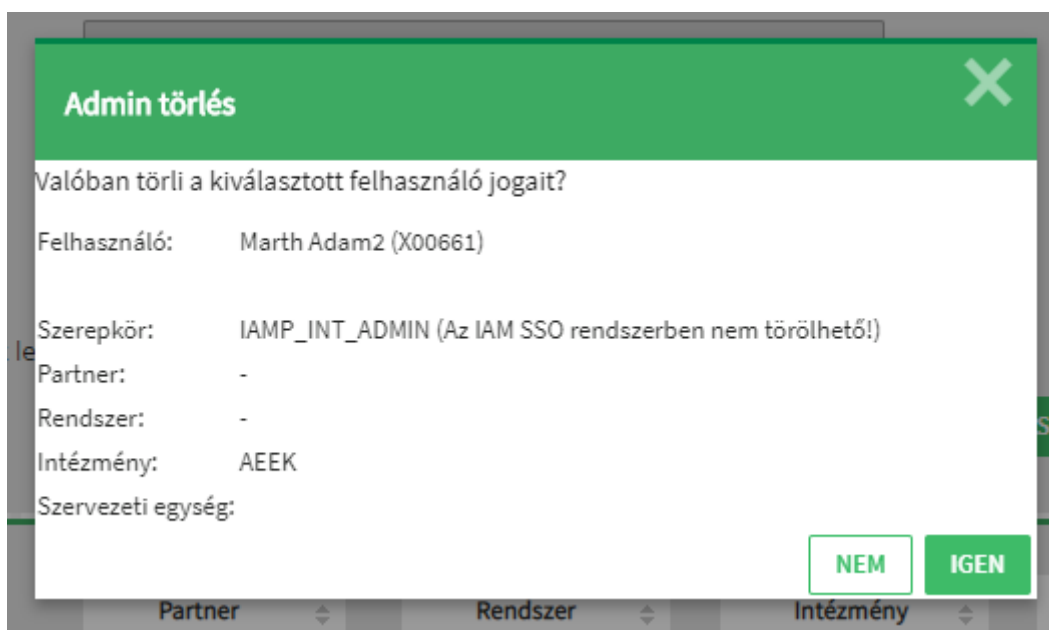 Admin törlés
Valóban törli a kiválasztott felhasználó jogait?
Felhasználó: Marth Adam2 (X00661)
Szerepkör: IAMP_INT_ADMIN (Az IAM SSO rendszerben nem törölhető!)
le
Partner: -
Rendszer: -
S
Intézmény: AEEK
Szervezeti egység:
NEM IGEN
Partner Rendszer Intézmény